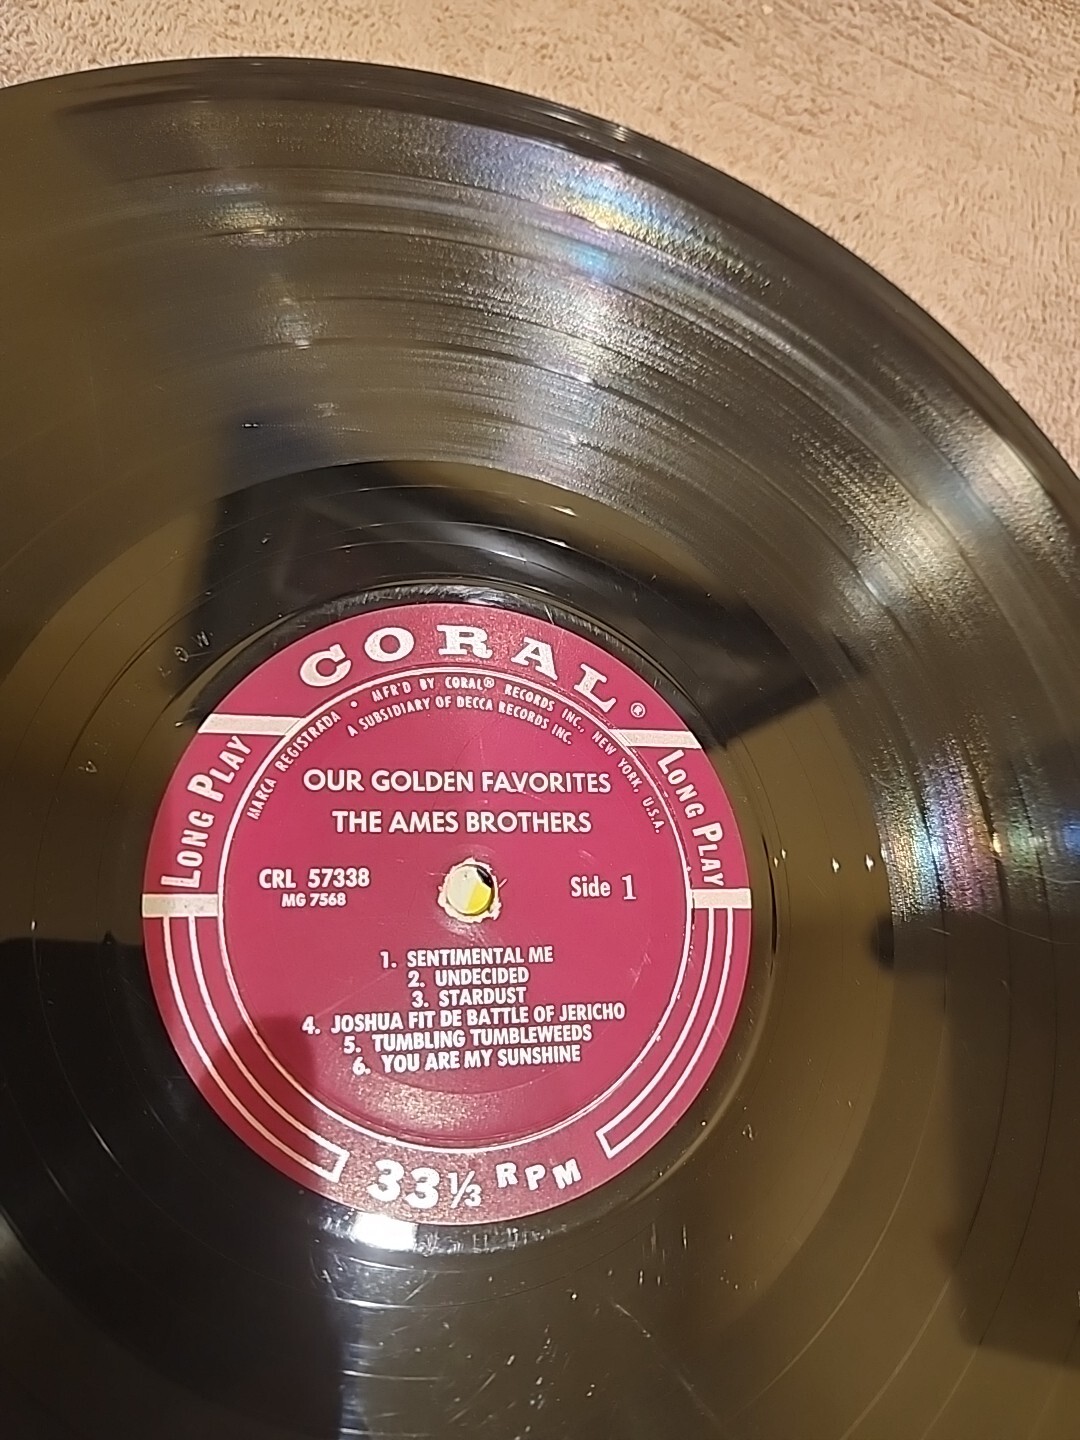 CORAL®
MARCA REGISTRADA • MFR'D BY CORAL® RECORDS INC., NEW YORK, U.S.A.
A SUBSIDIARY OF DECCA RECORDS INC.
LONG PLAY
LONG PLAY
OUR GOLDEN FAVORITES
THE AMES BROTHERS
CRL 57338
MG 7568
Side 1
1. SENTIMENTAL ME
2. UNDECIDED
3. STARDUST
4. JOSHUA FIT DE BATTLE OF JERICHO
5. TUMBLING TUMBLEWEEDS
6. YOU ARE MY SUNSHINE
33 1/3 RPM